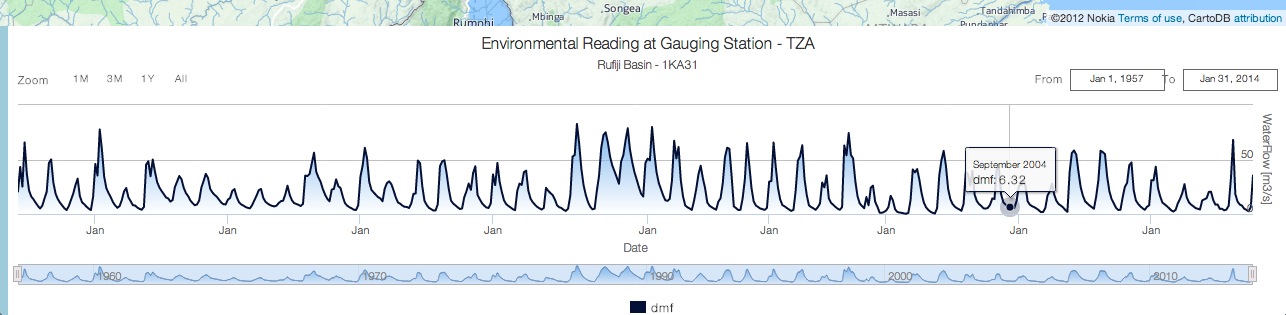 Songea
Mbinga
Rumphi
Masasi
Tandahimba
©2012 Nokia Terms of use, CartoDB attribution
Environmental Reading at Gauging Station - TZA
Rufiji Basin - 1KA31
Zoom 1M 3M 1Y All
From Jan 1, 1957 To Jan 31, 2014
50
September 2004
dmf: 6.32
0
WaterFlow [m3/s]
Jan Jan Jan Jan Jan Jan Jan Jan Jan
Date
1960 1970 1990 2000 2010
dmf